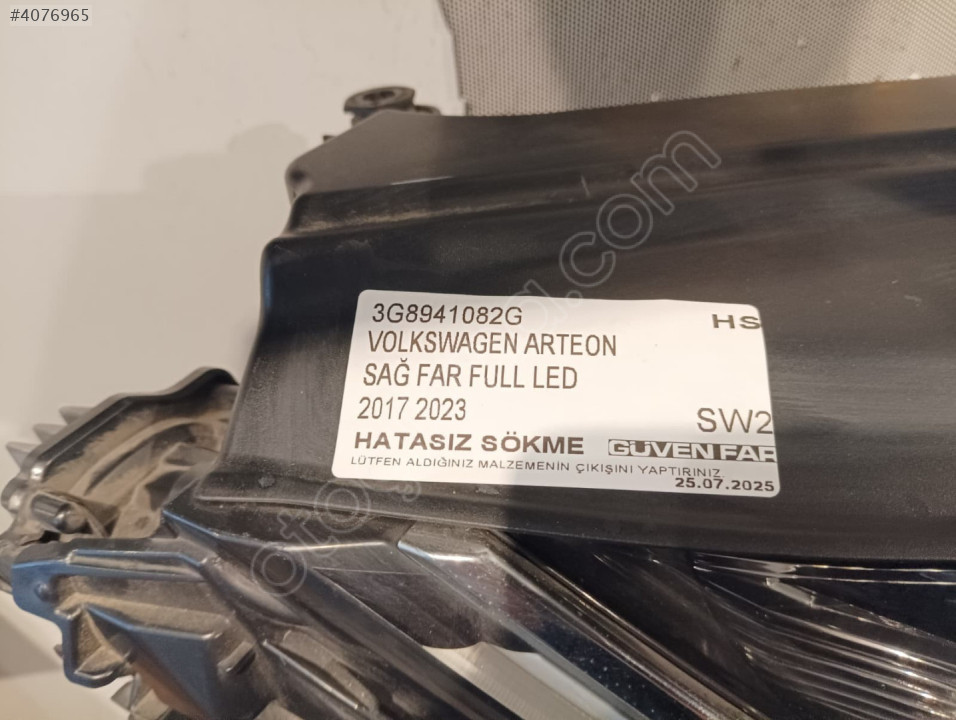 #4076965
3G8941082G HS
VOLKSWAGEN ARTEON
SAĞ FAR FULL LED
2017 2023 SW2
HATASIZ SÖKME GÜVEN FAR
LÜTFEN ALDIĞINIZ MALZEMENİN ÇIKIŞINI YAPTIRINIZ
25.07.2025